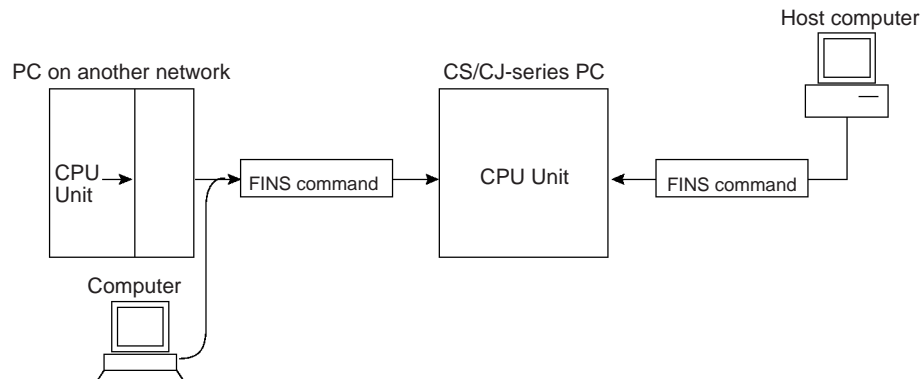 Host computer
PC on another network
CS/CJ-series PC
CPU
Unit
FINS command
CPU Unit
FINS command
Computer